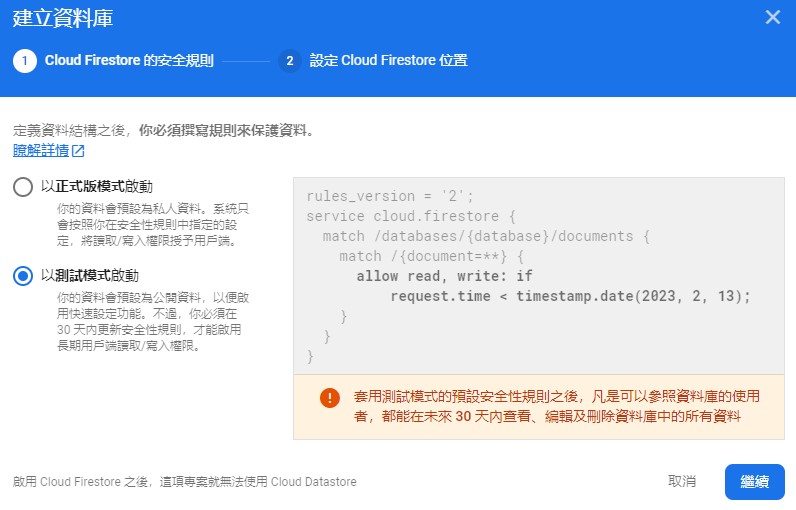 建立資料庫
1 Cloud Firestore 的安全規則
2 設定 Cloud Firestore 位置
定義資料結構之後，你必須撰寫規則來保護資料。
瞭解詳情
以正式版模式啟動
你的資料會預設為私人資料。系統只
會按照你在安全性規則中指定的設
定，將讀取/寫入權限授予用戶端。
以測試模式啟動
你的資料會預設為公開資料，以便啟
用快速設定功能。不過，你必須在
30 天內更新安全性規則，才能啟用
長期用戶端讀取/寫入權限。
rules_version = '2';
service cloud.firestore {
match /databases/{database}/documents {
match /{document=**} {
allow read, write: if
request.time < timestamp.date(2023, 2, 13);
}
}
}
套用測試模式的預設安全性規則之後，凡是可以參照資料庫的使用
者，都能在未來 30 天內查看、編輯及刪除資料庫中的所有資料
啟用 Cloud Firestore 之後，這項專案就無法使用 Cloud Datastore
取消
繼續